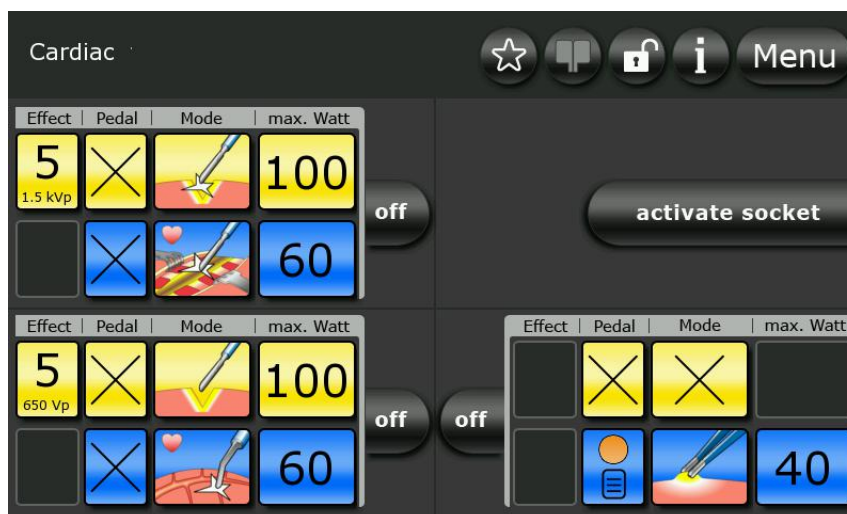 Cardiac
Menu
Effect | Pedal | Mode | max. Watt
5
1.5 kVp
100
off
activate socket
60
Effect | Pedal | Mode | max. Watt
5
650 Vp
100
off
60
Effect | Pedal | Mode | max. Watt
off
40